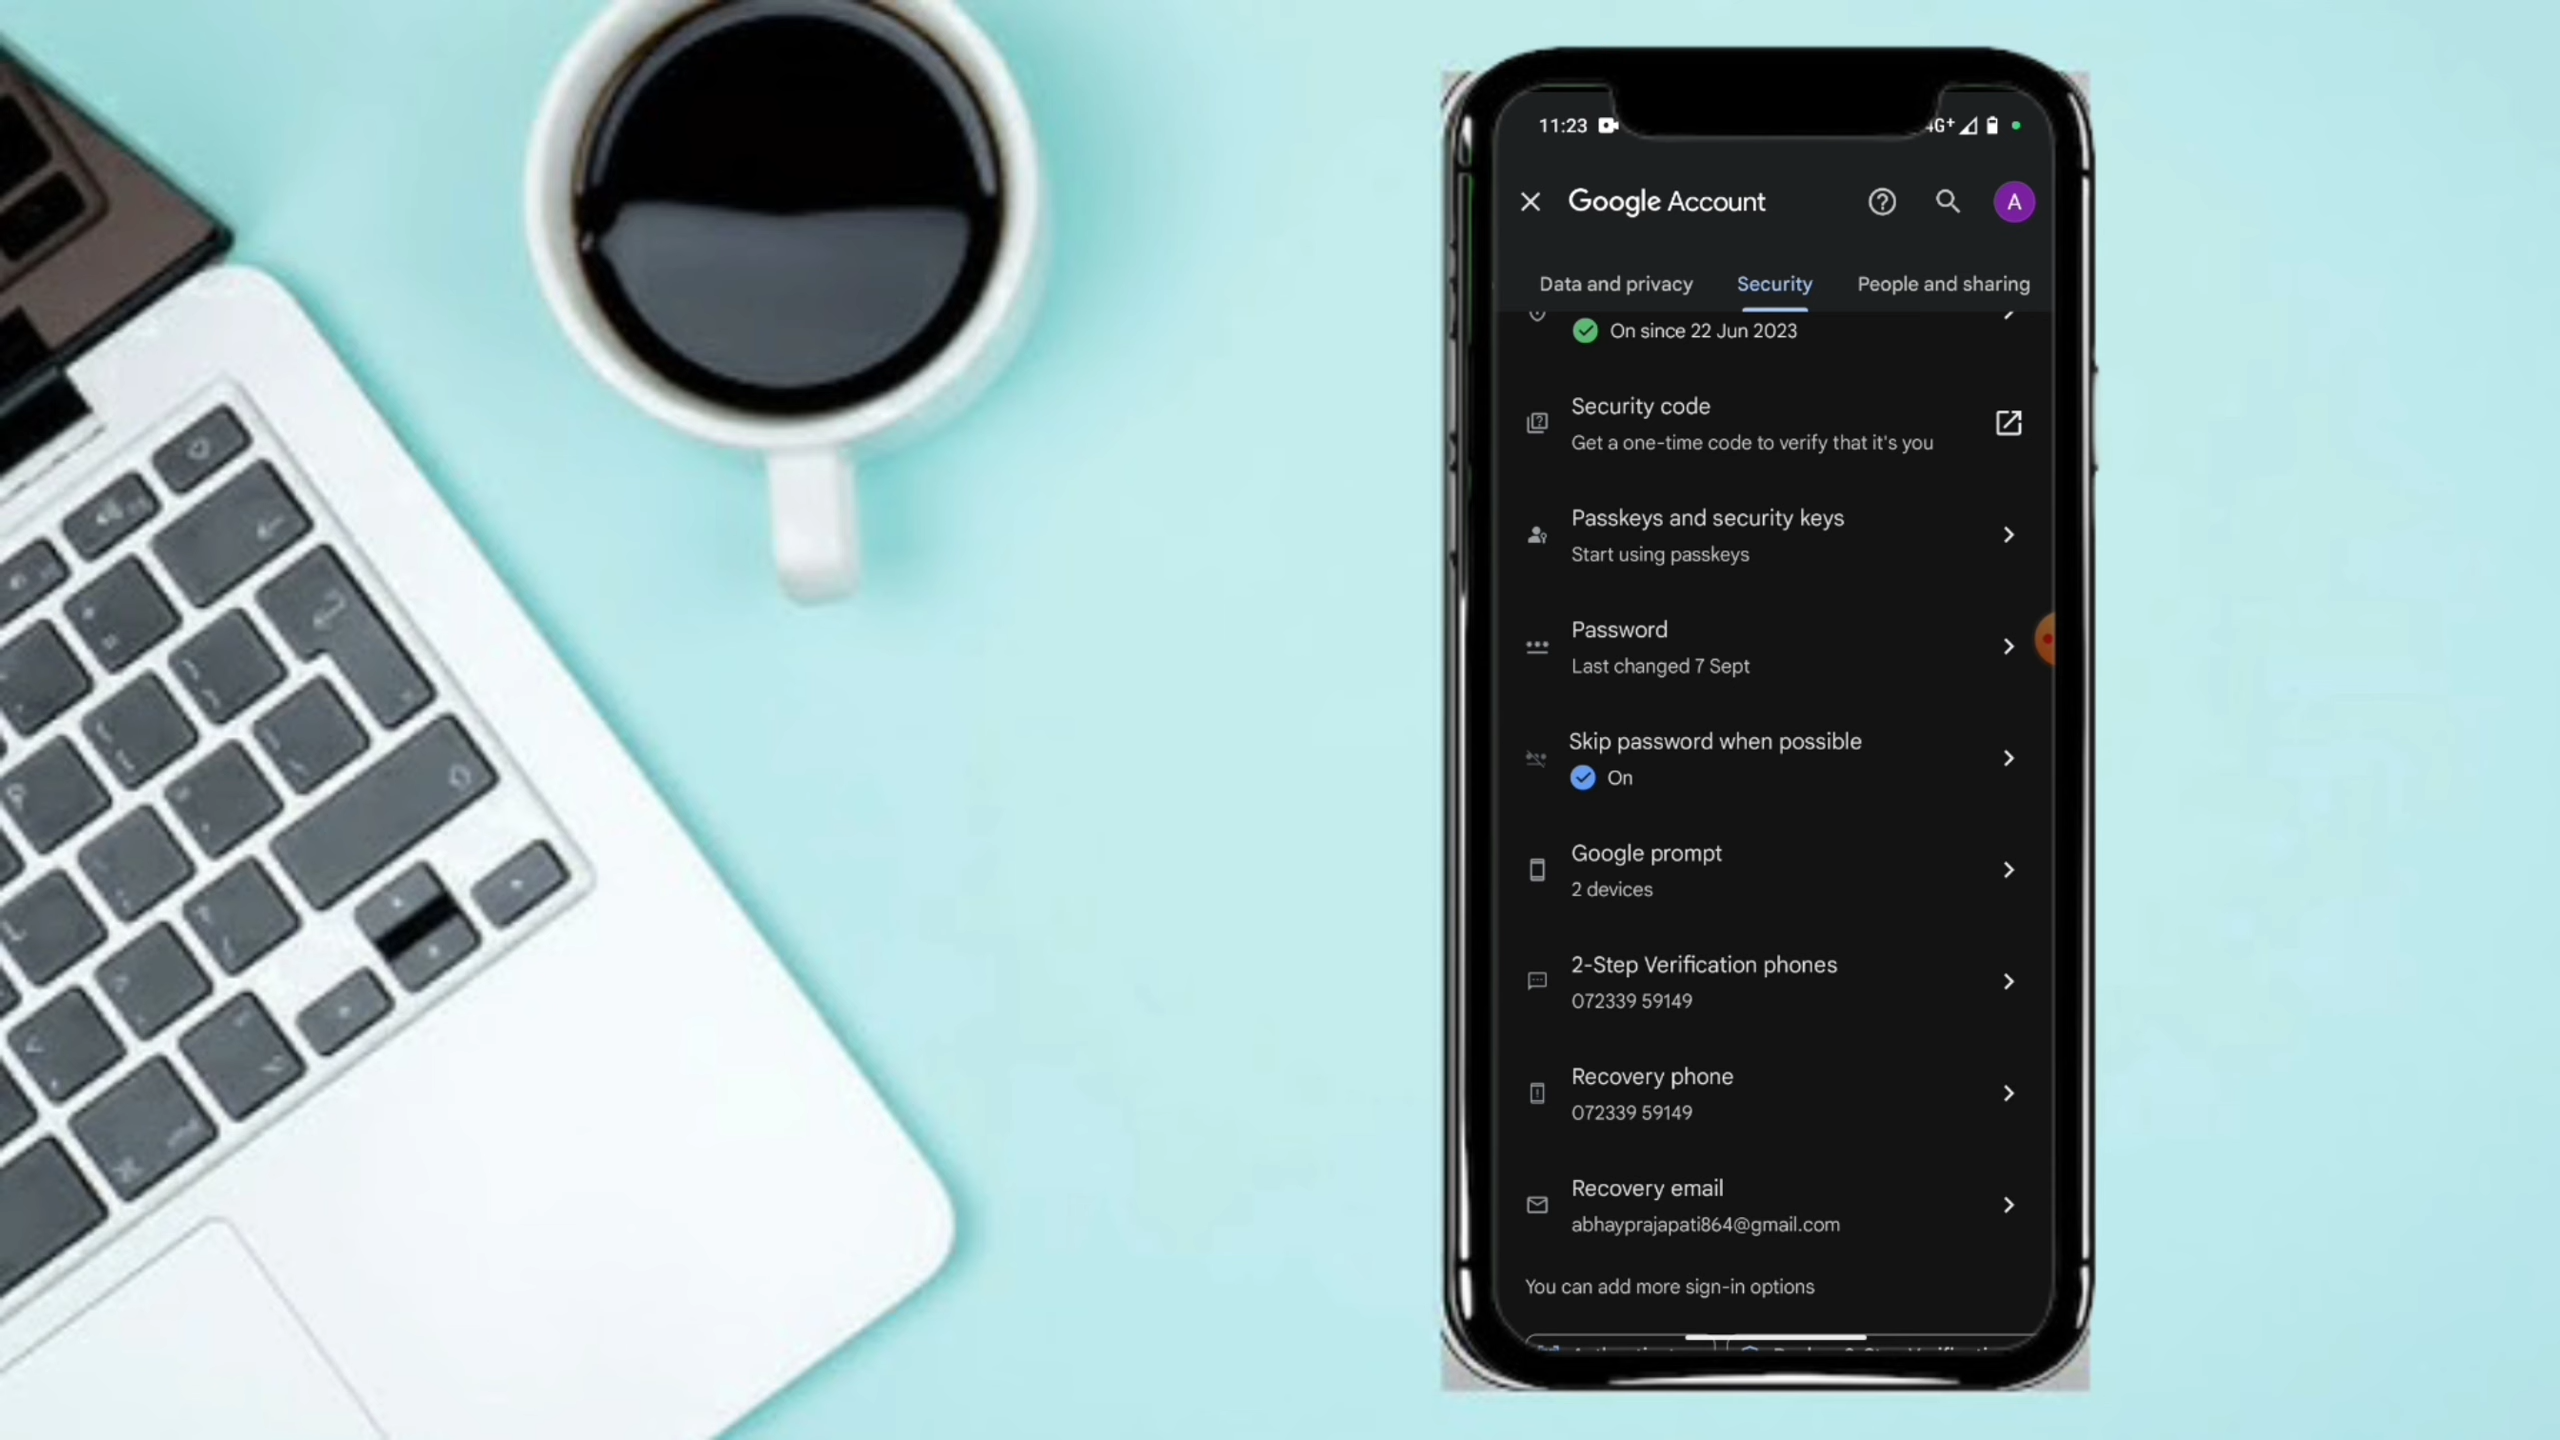 11:23
4G+
Google Account
A
Data and privacy
Security
People and sharing
On since 22 Jun 2023
Security code
Get a one-time code to verify that it's you
Passkeys and security keys
Start using passkeys
Password
Last changed 7 Sept
Skip password when possible
On
Google prompt
2 devices
2-Step Verification phones
072339 59149
Recovery phone
072339 59149
Recovery email
abhayprajapati864@gmail.com
You can add more sign-in options